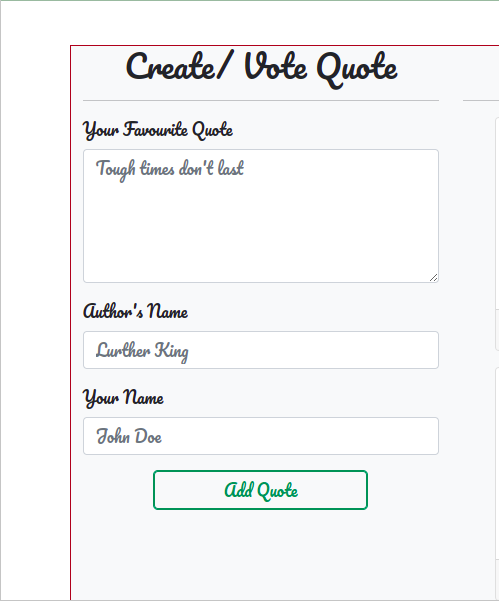 Create/ Vote Quote
Your Favourite Quote
Tough times don't last
Author's Name
Lurther King
Your Name
John Doe
Add Quote